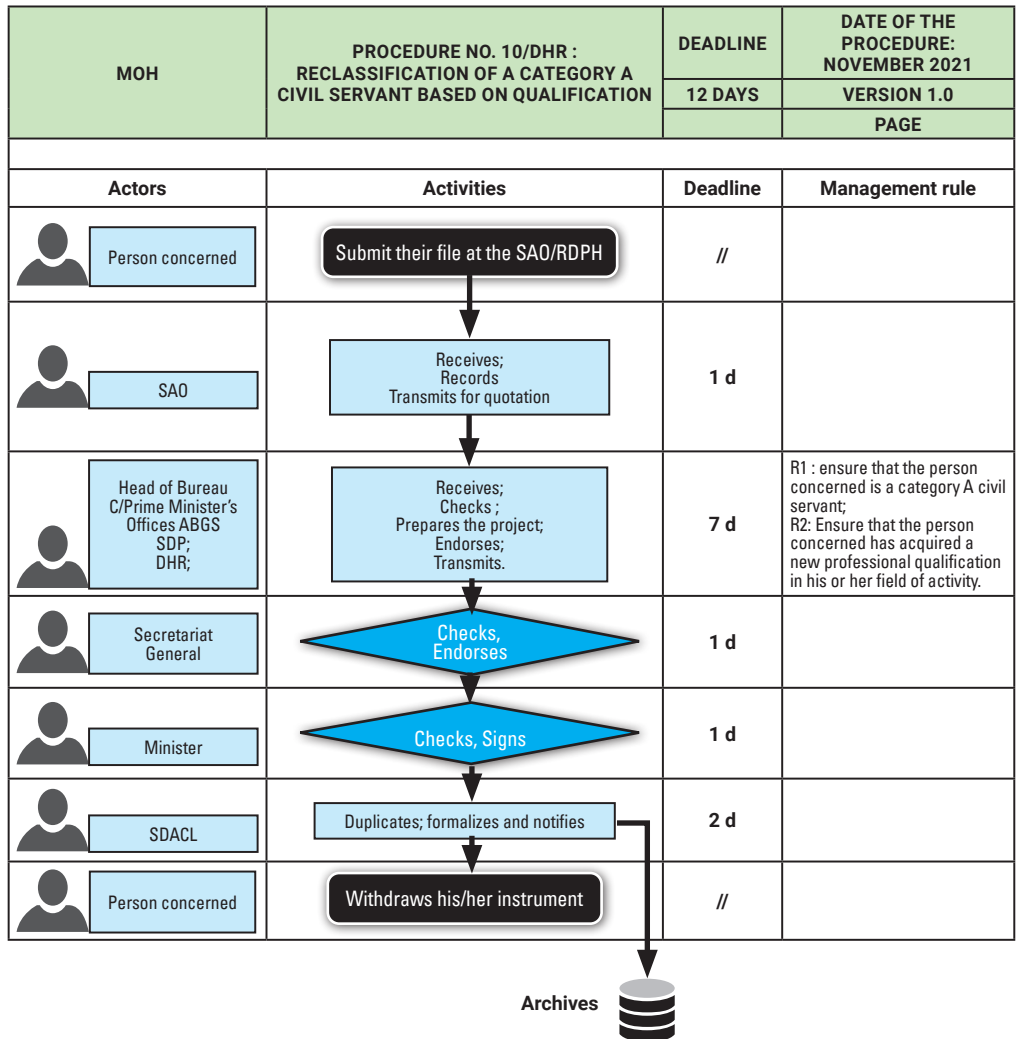 MOH
PROCEDURE NO. 10/DHR :
RECLASSIFICATION OF A CATEGORY A
CIVIL SERVANT BASED ON QUALIFICATION
DEADLINE
12 DAYS
DATE OF THE
PROCEDURE:
NOVEMBER 2021
VERSION 1.0
PAGE
Actors
Activities
Deadline
Management rule
Person concerned
Submit their file at the SAO/RDPH
//
SAO
Receives;
Records
Transmits for quotation
1 d
Head of Bureau
C/Prime Minister's
Offices ABGS
SDP;
DHR;
Receives;
Checks ;
Prepares the project;
Endorses;
Transmits.
7 d
R1 : ensure that the person
concerned is a category A civil
servant;
R2: Ensure that the person
concerned has acquired a
new professional qualification
in his or her field of activity.
Secretariat
General
Checks,
Endorses
1 d
Minister
Checks, Signs
1 d
SDACL
Duplicates; formalizes and notifies
2 d
Person concerned
Withdraws his/her instrument
//
Archives